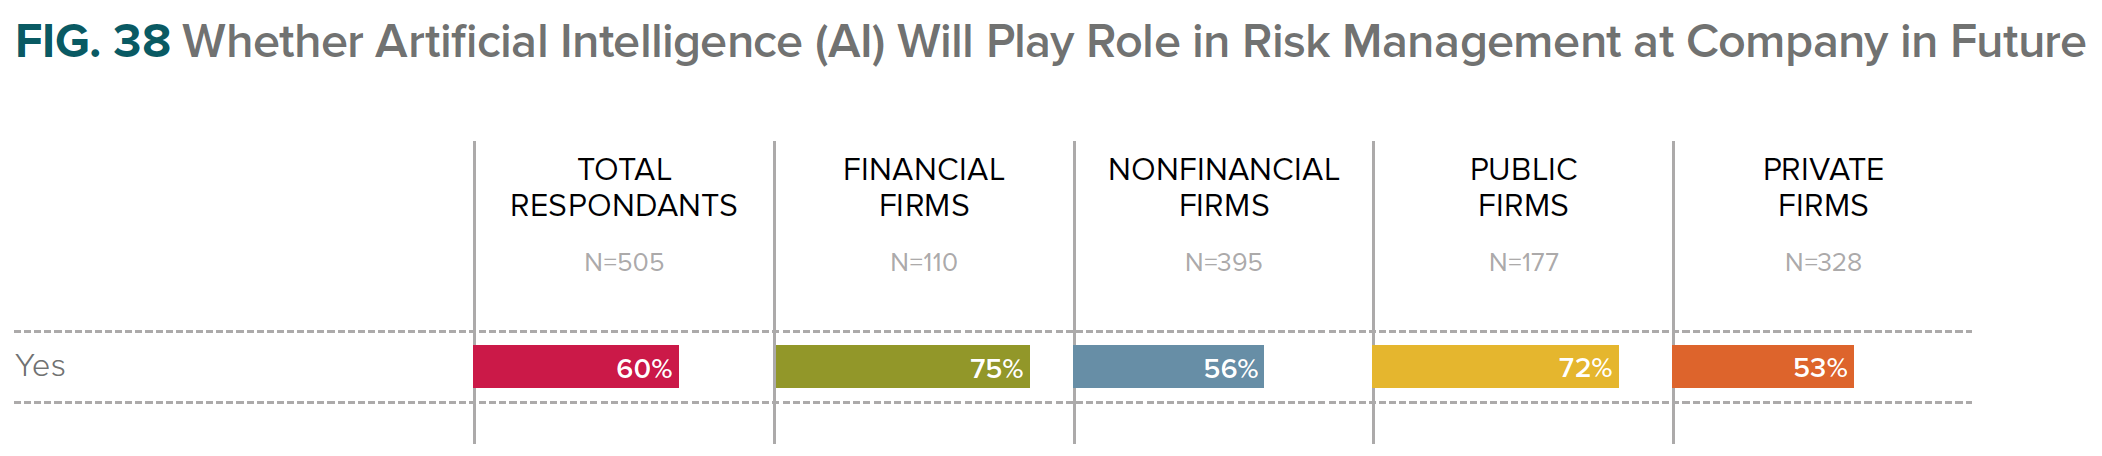 FIG. 38 Whether Artificial Intelligence (AI) Will Play Role in Risk Management at Company in Future
TOTAL
RESPONDANTS
N=505
FINANCIAL
FIRMS
N=110
NONFINANCIAL
FIRMS
N=395
PUBLIC
FIRMS
N=177
PRIVATE
FIRMS
N=328
Yes
60%
75%
56%
72%
53%